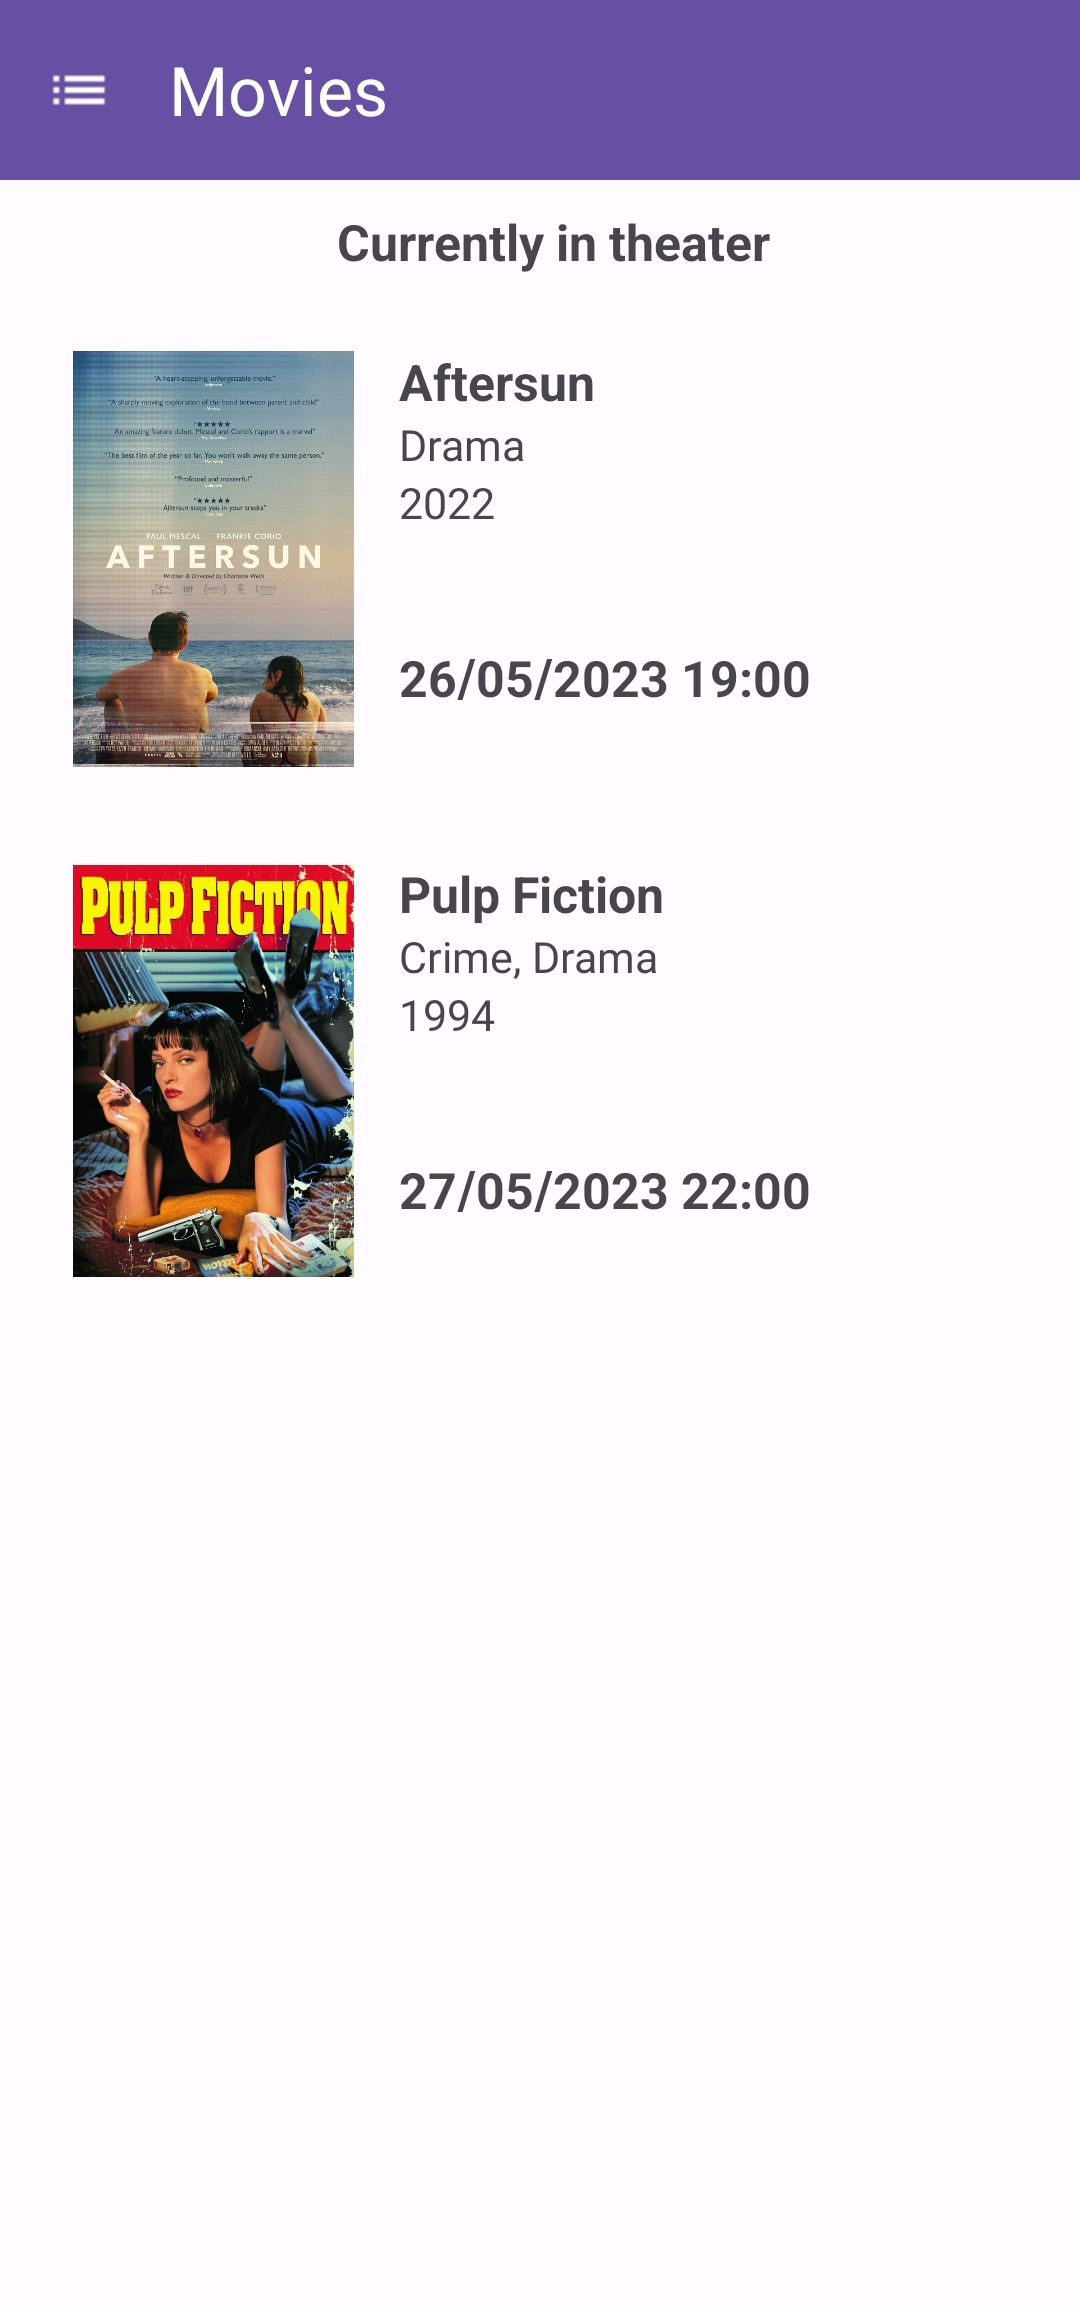 Movies
Currently in theater
"A heart-stopping, unforgettable movie."
"A sharply moving exploration of the bond between parent and child"
★★★★★
An amazing feature debut. Mescal and Corio's rapport is a marvel"
- The Guardian
"The best film of the year so far. You won't walk away the same person."
"Profound and masterful"
"★★★★★
Aftersun stops you in your tracks"
PAUL MESCAL FRANKIE CORIO
AFTERSUN
Written & Directed by Charlotte Wells
Aftersun
Drama
2022
26/05/2023 19:00
PULP FICTION
Pulp Fiction
Crime, Drama
1994
27/05/2023 22:00